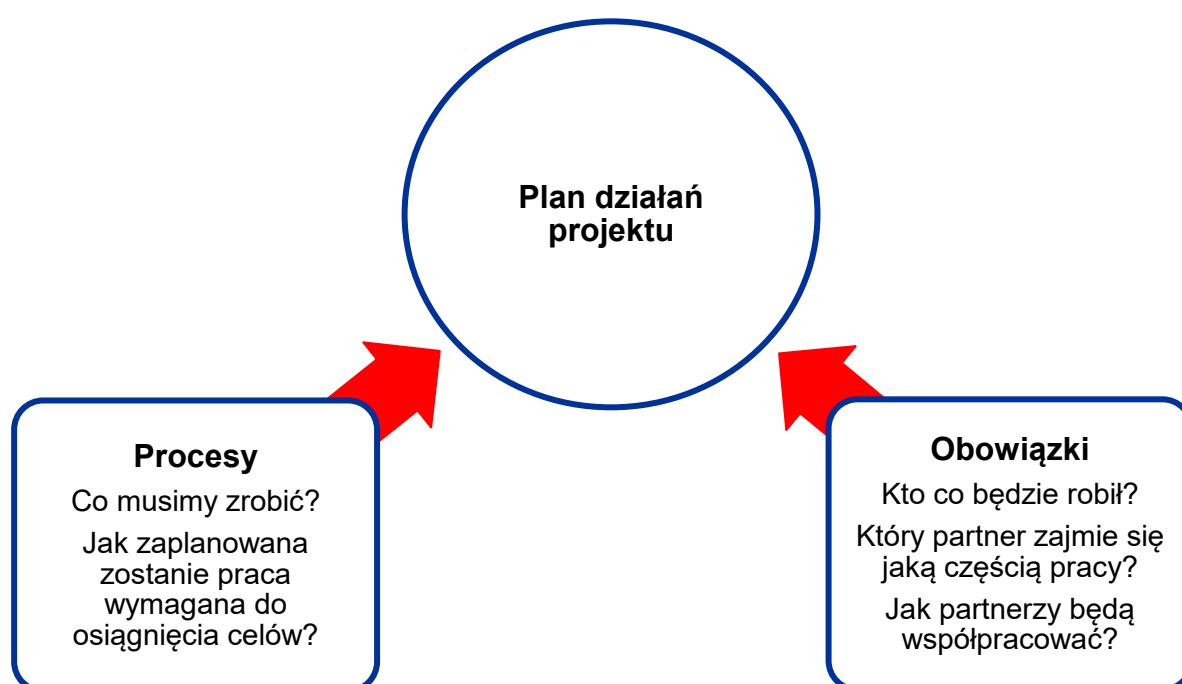 Plan działań
projektu
Procesy
Co musimy zrobić?
Jak zaplanowana
zostanie praca
wymagana do
osiągnięcia celów?
Obowiązki
Kto co będzie robił?
Który partner zajmie się
jaką częścią pracy?
Jak partnerzy będą
współpracować?